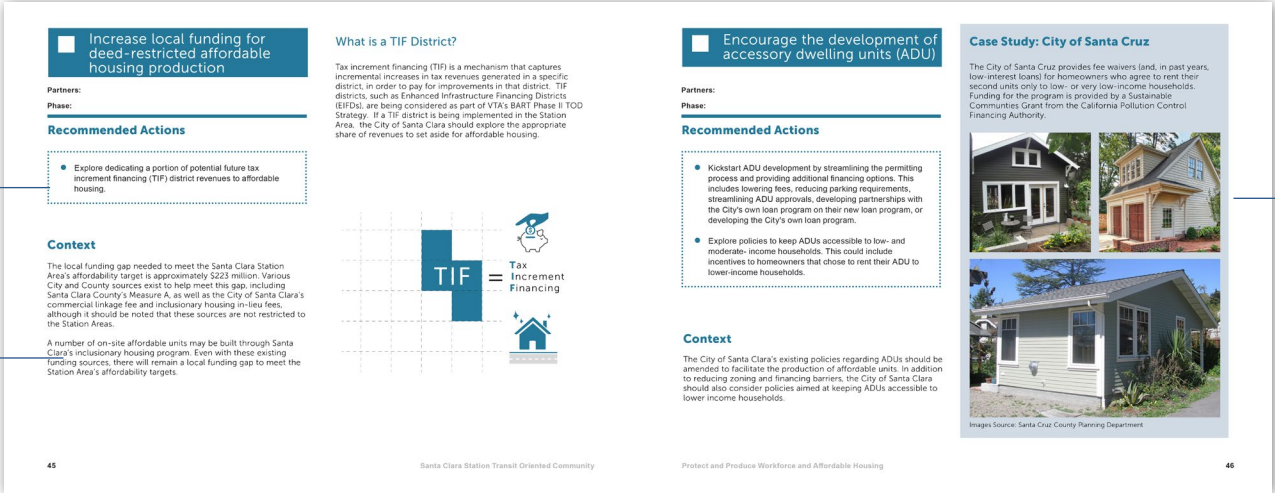 Increase local funding for
deed-restricted affordable
housing production
Partners:
Phase:
Recommended Actions
Explore dedicating a portion of potential future tax
increment financing (TIF) district revenues to affordable
housing.
Context
The local funding gap needed to meet the Santa Clara Station
Area's affordability target is approximately $223 million. Various
City and County sources exist to help meet this gap, including
Santa Clara County's Measure A, as well as the City of Santa Clara's
commercial linkage fee and inclusionary housing in-lieu fees,
although it should be noted that these sources are not restricted to
the Station Areas.
A number of on-site affordable units may be built through Santa
Clara's inclusionary housing program. Even with these existing
funding sources, there will remain a local funding gap to meet the
Station Area's affordability targets.
What is a TIF District?
Tax increment financing (TIF) is a mechanism that captures
incremental increases in tax revenues generated in a specific
district, in order to pay for improvements in that district. TIF
districts, such as Enhanced Infrastructure Financing Districts
(EIFDs), are being considered as part of VTA's BART Phase II TOD
Strategy. If a TIF district is being implemented in the Station
Area, the City of Santa Clara should explore the appropriate
share of revenues to set aside for affordable housing.
TIF
=
Tax
Increment
Financing
45
Santa Clara Station Transit Oriented Community
Encourage the development of
accessory dwelling units (ADU)
Partners:
Phase:
Recommended Actions
Kickstart ADU development by streamlining the permitting
process and providing additional financing options. This
includes lowering fees, reducing parking requirements,
streamlining ADU approvals, developing partnerships with
the City's own loan program on their new loan program, or
developing the City's own loan program.
Explore policies to keep ADUs accessible to low- and
moderate- income households. This could include
incentives to homeowners that chose to rent their ADU to
lower-income households.
Context
The City of Santa Clara's existing policies regarding ADUs should be
amended to facilitate the production of affordable units. In addition
to reducing zoning and financing barriers, the City of Santa Clara
should also consider policies aimed at keeping ADUs accessible to
lower income households.
Case Study: City of Santa Cruz
The City of Santa Cruz provides fee waivers (and, in past years,
low-interest loans) for homeowners who agree to rent their
second units only to low- or very low-income households.
Funding for the program is provided by a Sustainable
Communities Grant from the California Pollution Control
Financing Authority.
Images Source: Santa Cruz County Planning Department
Protect and Produce Workforce and Affordable Housing
46